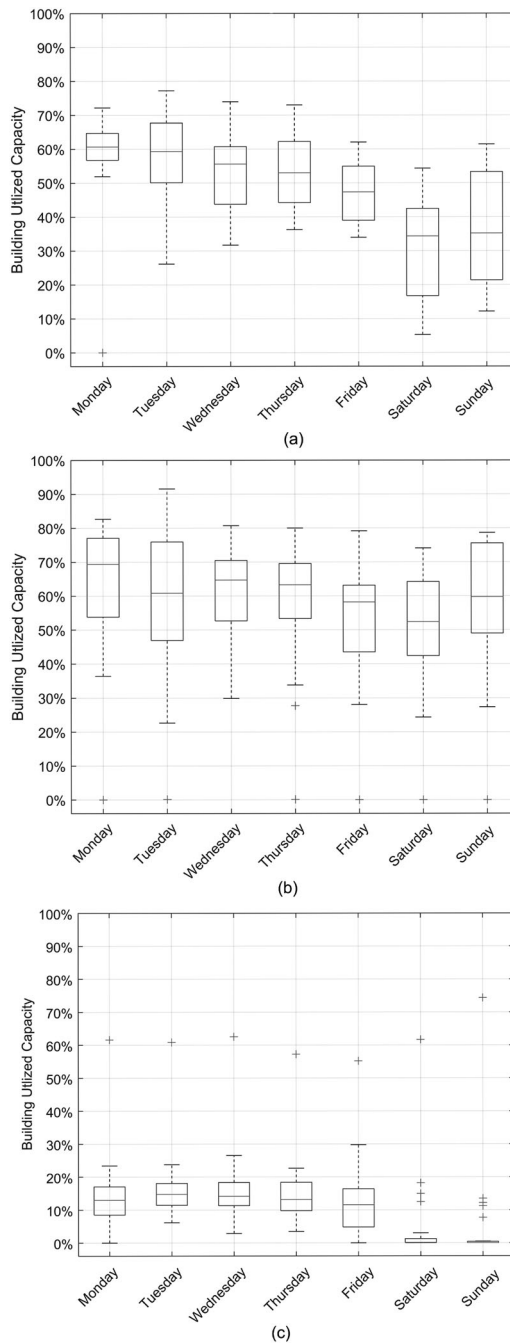 100%
90%
80%
70%
60%
50%
40%
30%
20%
10%
0%
Building Utlized Capacity
Monday
Tuesday
Wednesday
Thursday
Friday
Saturday
Sunday
(a)
100%
90%
80%
70%
60%
50%
40%
30%
20%
10%
0%
Building Utlized Capacity
Monday
Tuesday
Wednesday
Thursday
Friday
Saturday
Sunday
(b)
100%
90%
80%
70%
60%
50%
40%
30%
20%
10%
0%
Building Utlized Capacity
Monday
Tuesday
Wednesday
Thursday
Friday
Saturday
Sunday
(c)